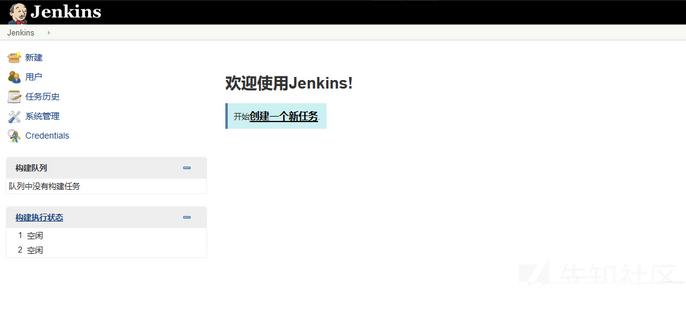 Jenkins
Jenkins
新建
用户
任务历史
系统管理
Credentials
构建队列
队列中没有构建任务
构建执行状态
1 空闲
2 空闲
欢迎使用Jenkins!
开始创建一个新任务
先知社区